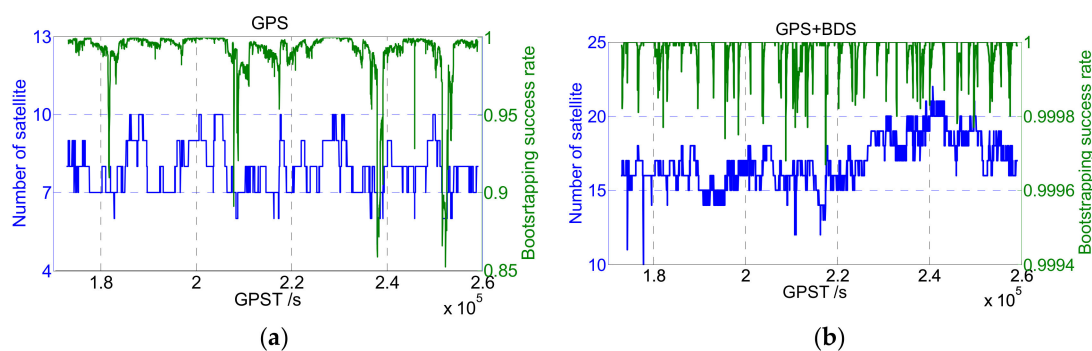 GPS
13
10
7
4
Number of satellite
1
0.95
0.9
0.85
Bootsrtapping success rate
1.8
2
2.2
2.4
2.6
GPST /s
x 10^5
(a)
GPS+BDS
25
20
15
10
Number of satellite
1
0.9998
0.9996
0.9994
Bootstrapping success rate
1.8
2
2.2
2.4
2.6
GPST /s
x 10^5
(b)